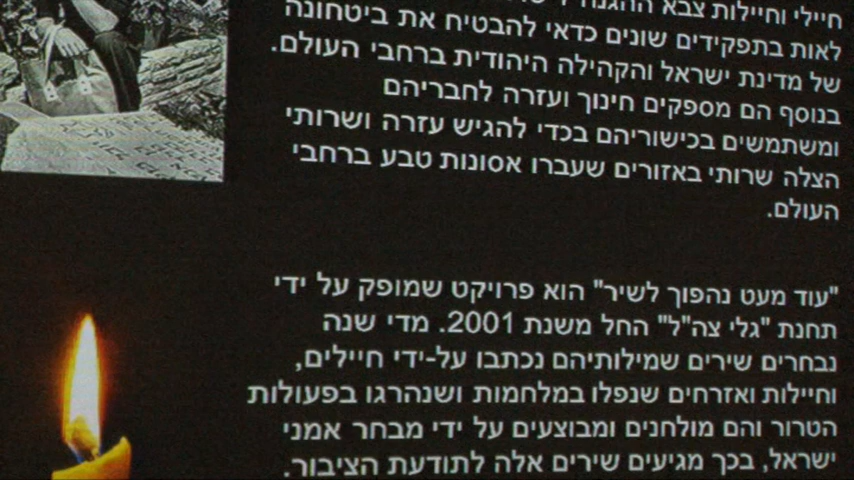 חיילי וחיילות צבא ההגנה
לאות בתפקידים שונים כדאי להבטיח את ביטחונה
של מדינת ישראל והקהילה היהודית ברחבי העולם.
בנוסף הם מספקים חינוך ועזרה לחבריהם
ומשתמשים בכישוריהם בכדי להגיש עזרה ושרותי
הצלה שרותי באזורים שעברו אסונות טבע ברחבי
העולם.
"עוד מעט נהפוך לשיר" הוא פרויקט שמופק על ידי
תחנת "גלי צה"ל" החל משנת 2001. מדי שנה
נבחרים שירים שמילותיהם נכתבו על-ידי חיילים,
וחיילות ואזרחים שנפלו במלחמות ושנהרגו בפעולות
הטרור והם מולחנים ומבוצעים על ידי מבחר אמני
ישראל, בכך מגיעים שירים אלה לתודעת הציבור.